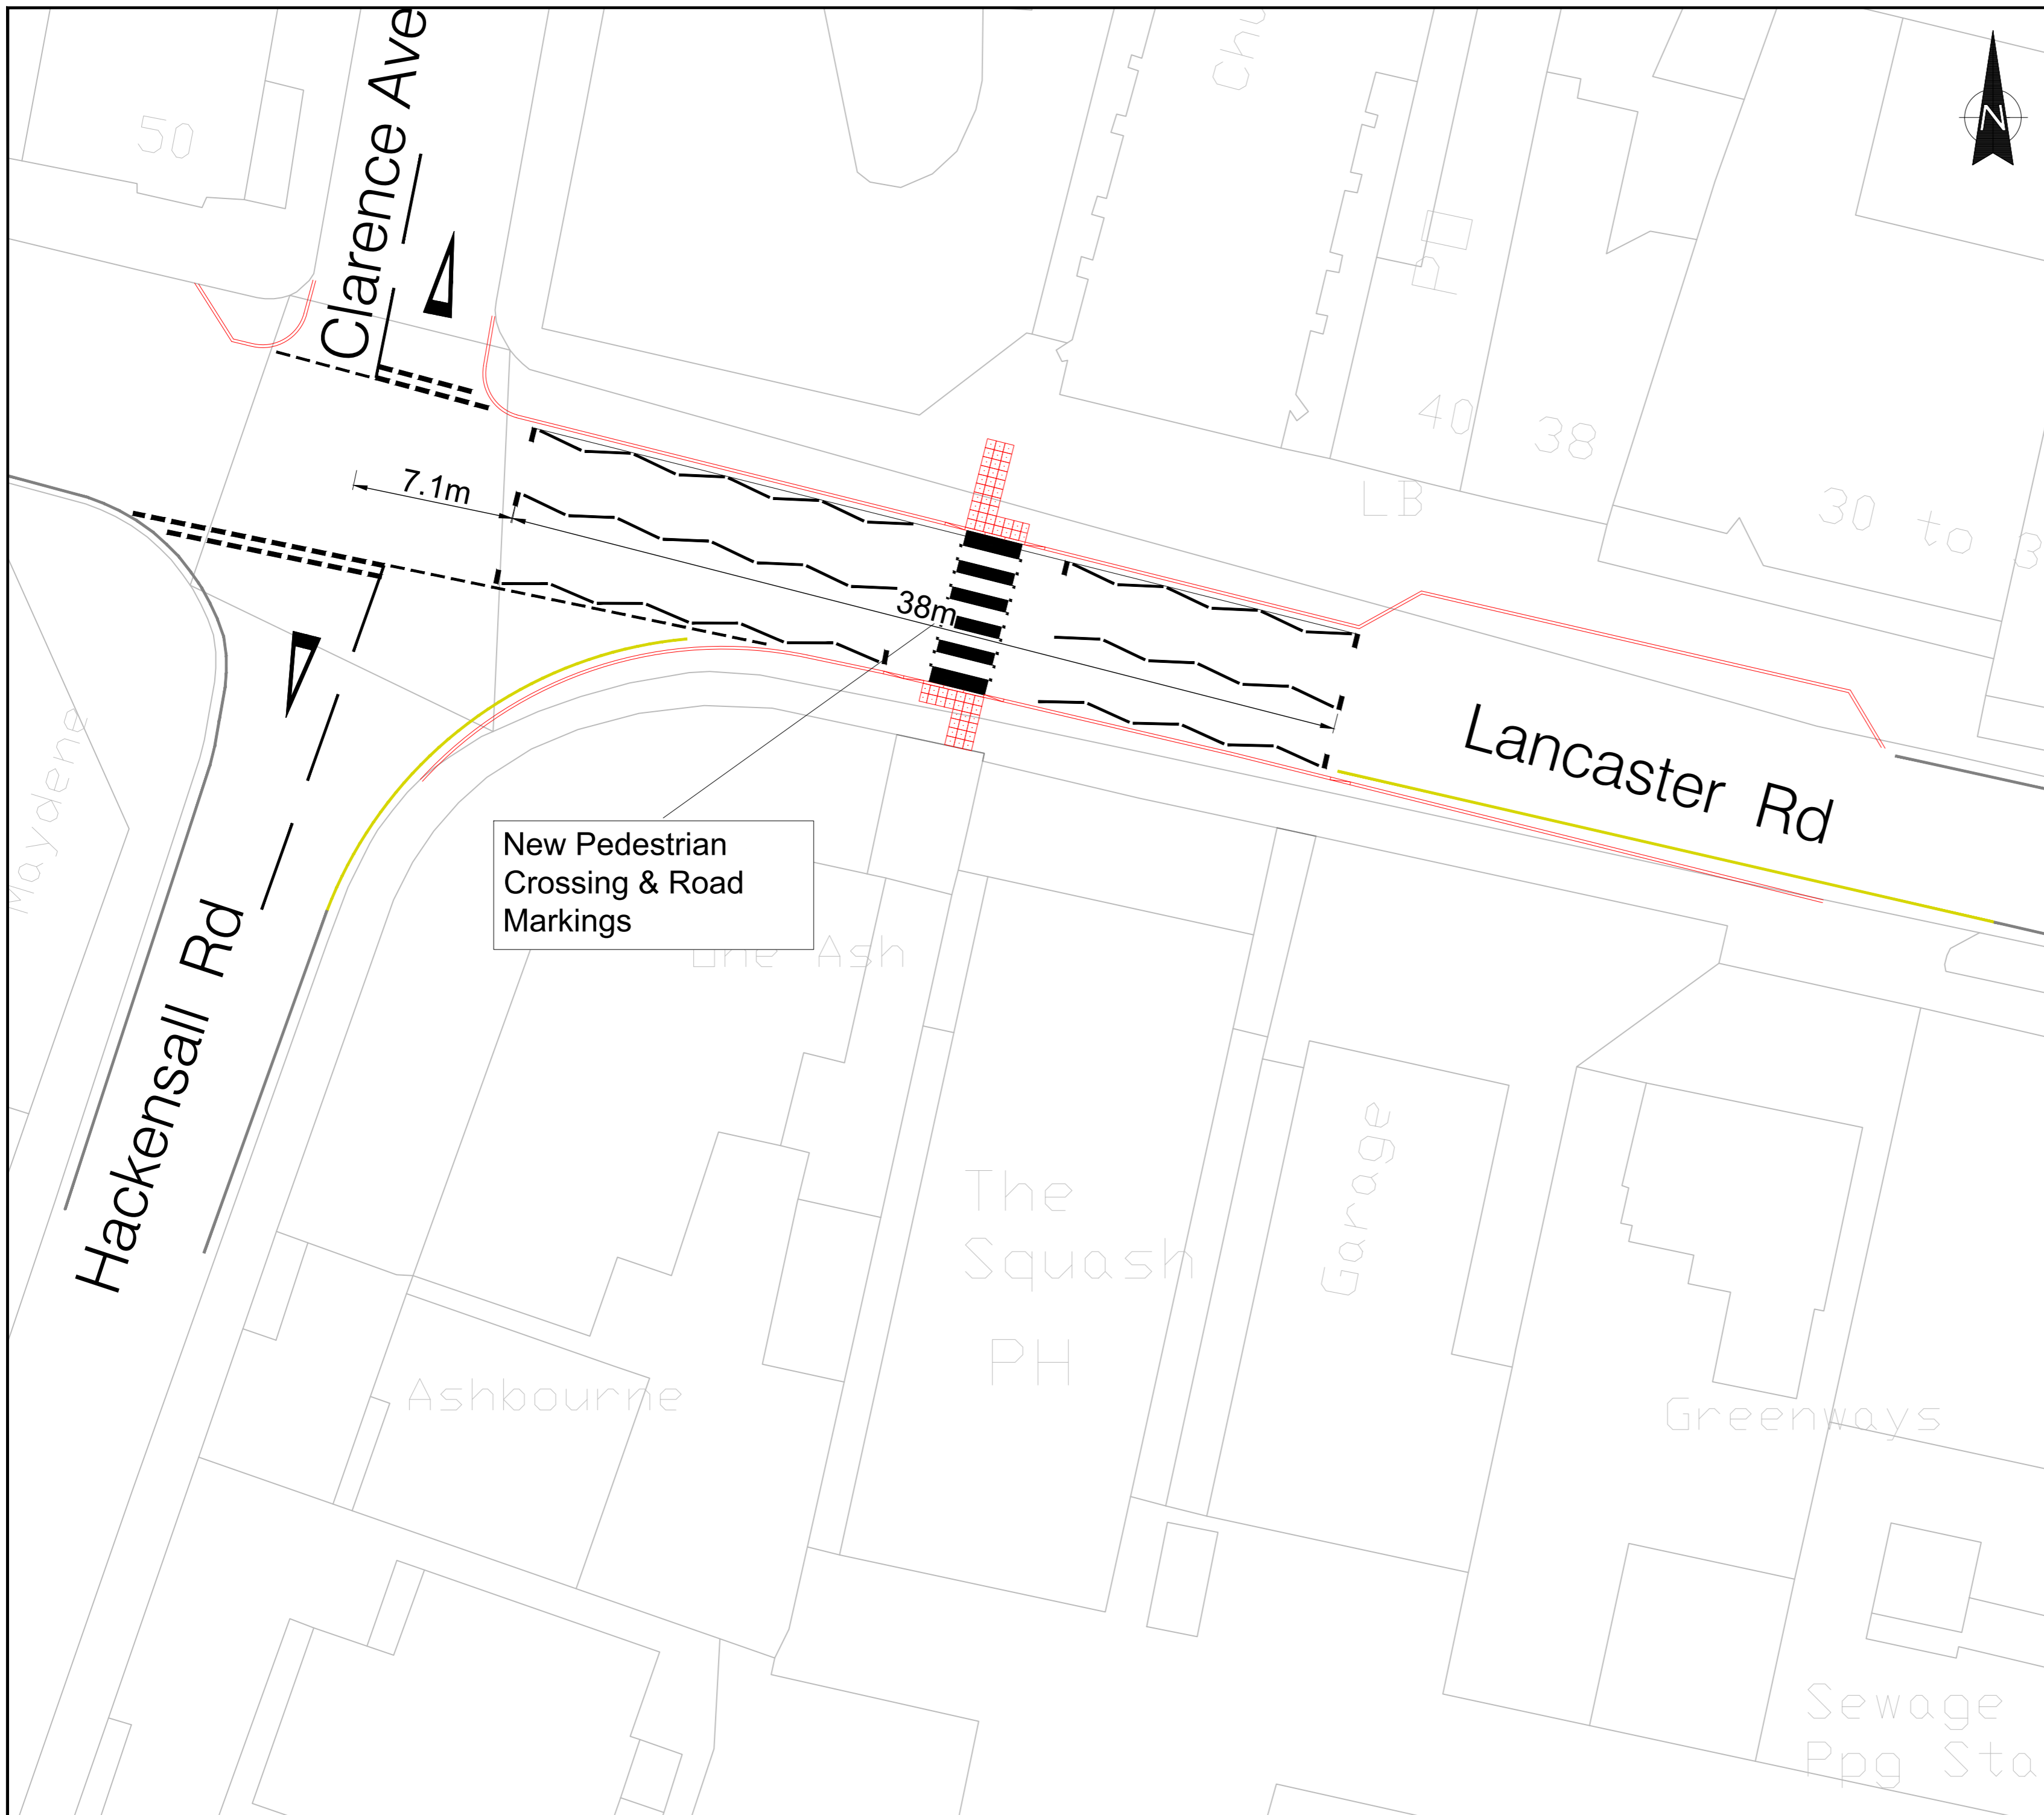 Clarence Ave
50
N
P
40
38
LB
30 to 3
7.1m
38m
Lancaster Rd
New Pedestrian
Crossing & Road
Markings
Ash
Hackensall Rd
The
Squash
PH
Garage
Ashbourne
Greenways
Sewage
Ppg Sta